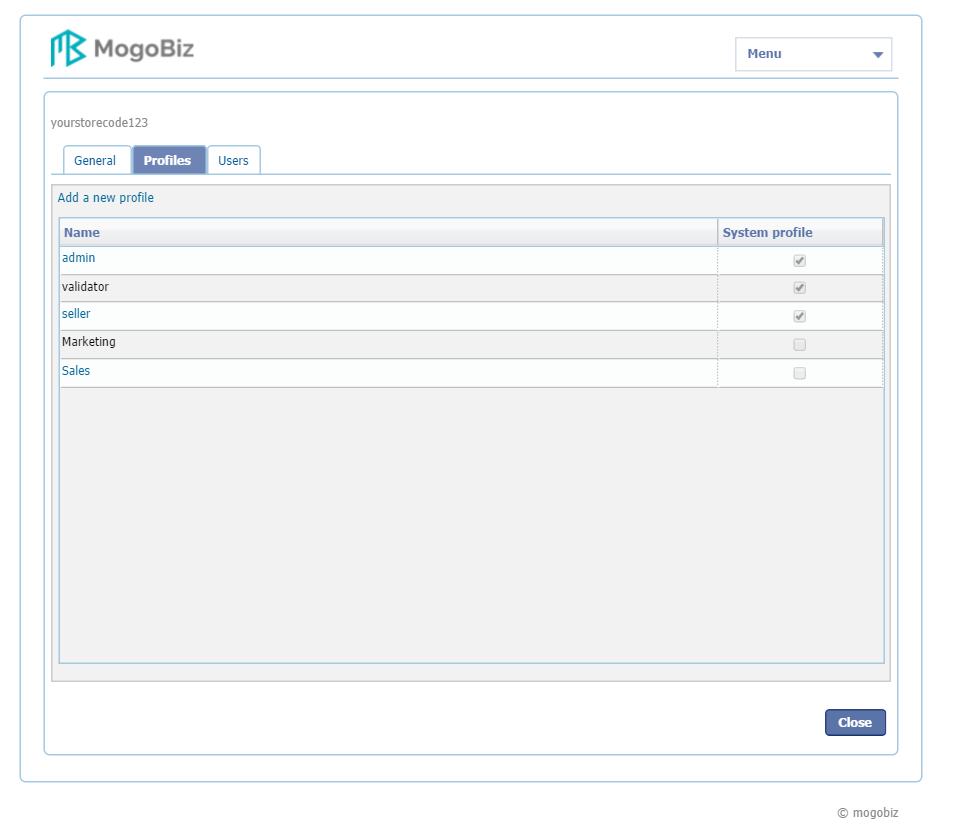 MogoBiz
Menu
yourstorecode123
General Profiles Users
Add a new profile
Name System profile
admin
validator
seller
Marketing
Sales
Close
© mogobiz